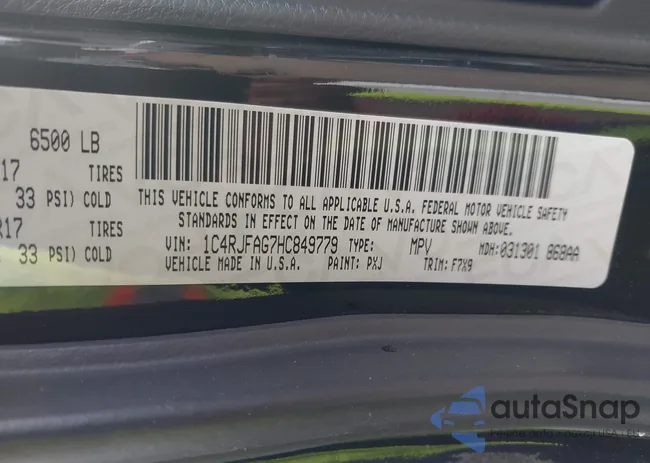 6500 LB
17 TIRES
33 PSI) COLD
R17 TIRES
33 PSI) COLD
THIS VEHICLE CONFORMS TO ALL APPLICABLE U.S.A. FEDERAL MOTOR VEHICLE SAFETY
STANDARDS IN EFFECT ON THE DATE OF MANUFACTURE SHOWN ABOVE.
VIN: 1C4RJFAG7HC849779 TYPE: MPV MDH:031301 868AA
VEHICLE MADE IN U.S.A. PAINT: PXJ TRIM: F7X9
autaSnap